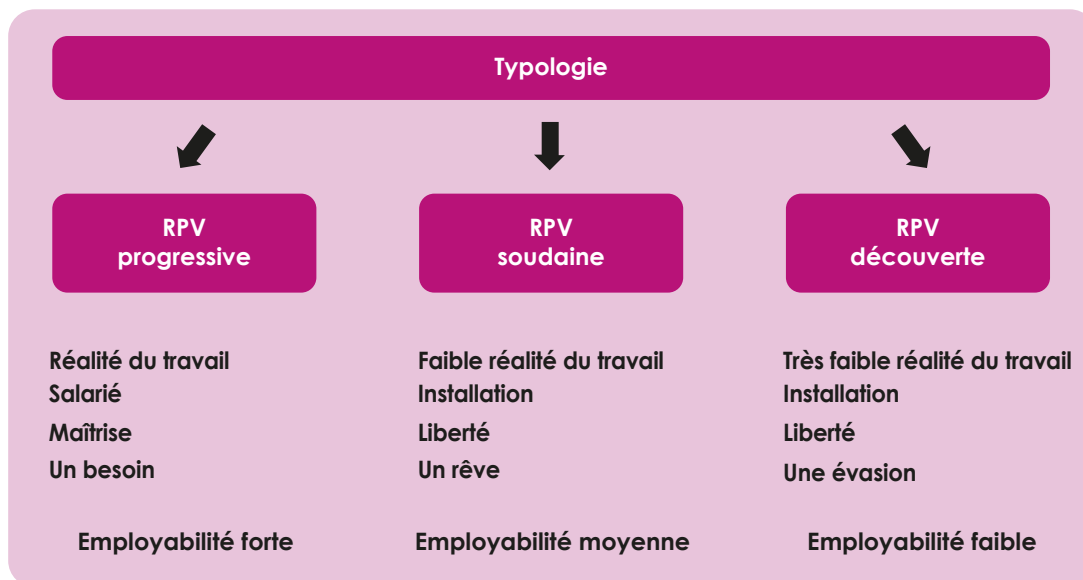 Typologie
RPV
progressive
RPV
soudaine
RPV
découverte
Réalité du travail
Salarié
Maîtrise
Un besoin
Employabilité forte
Faible réalité du travail
Installation
Liberté
Un rêve
Employabilité moyenne
Très faible réalité du travail
Installation
Liberté
Une évasion
Employabilité faible